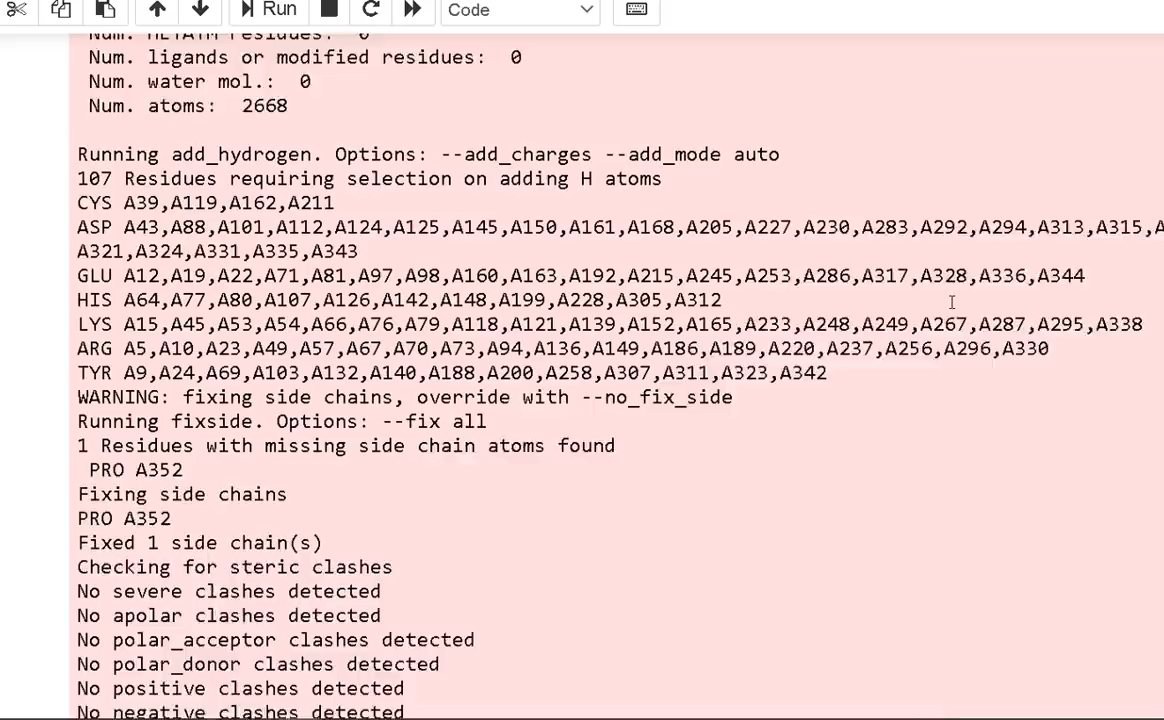 Run
Code
Num. HETATM residues: 0
Num. ligands or modified residues: 0
Num. water mol.: 0
Num. atoms: 2668
Running add_hydrogen. Options: --add_charges --add_mode auto
107 Residues requiring selection on adding H atoms
CYS A39,A119,A162,A211
ASP A43,A88,A101,A112,A124,A125,A145,A150,A161,A168,A205,A227,A230,A283,A292,A294,A313,A315,A
A321,A324,A331,A335,A343
GLU A12,A19,A22,A71,A81,A97,A98,A160,A163,A192,A215,A245,A253,A286,A317,A328,A336,A344
HIS A64,A77,A80,A107,A126,A142,A148,A199,A228,A305,A312
LYS A15,A45,A53,A54,A66,A76,A79,A118,A121,A139,A152,A165,A233,A248,A249,A267,A287,A295,A338
ARG A5,A10,A23,A49,A57,A67,A70,A73,A94,A136,A149,A186,A189,A220,A237,A256,A296,A330
TYR A9,A24,A69,A103,A132,A140,A188,A200,A258,A307,A311,A323,A342
WARNING: fixing side chains, override with --no_fix_side
Running fixside. Options: --fix all
1 Residues with missing side chain atoms found
PRO A352
Fixing side chains
PRO A352
Fixed 1 side chain(s)
Checking for steric clashes
No severe clashes detected
No apolar clashes detected
No polar_acceptor clashes detected
No polar_donor clashes detected
No positive clashes detected
No negative clashes detected